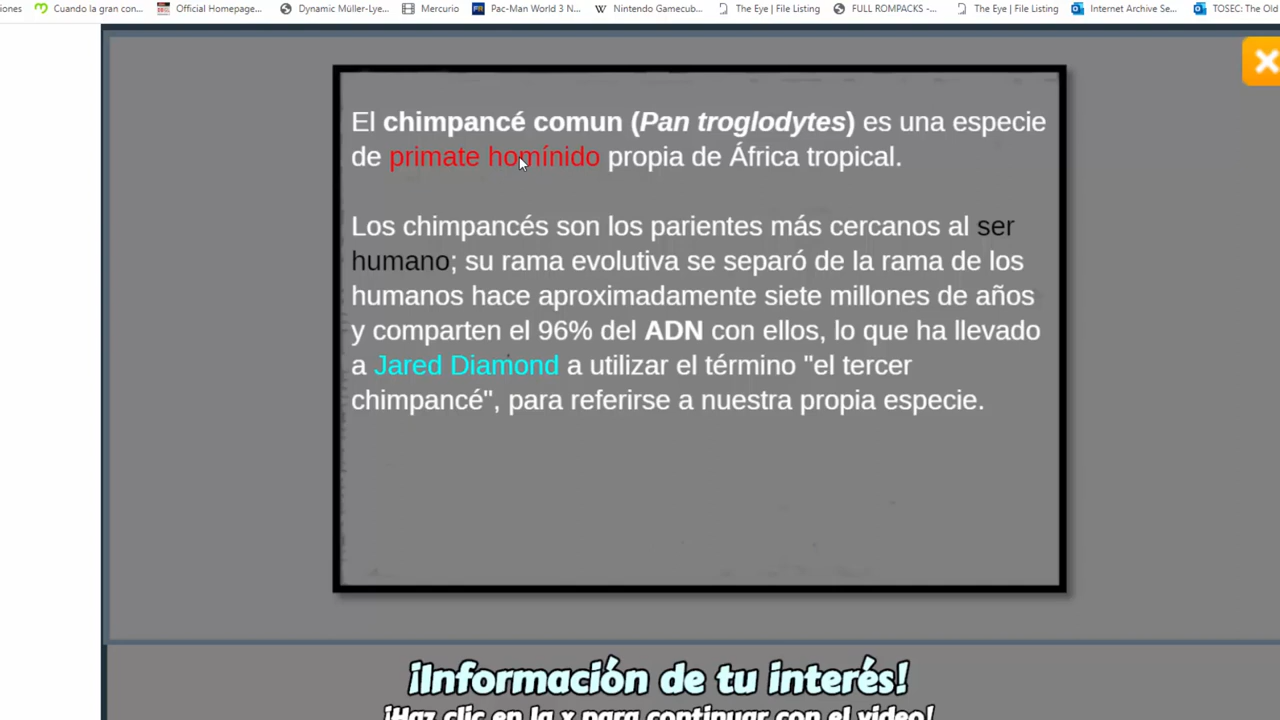 iones Cuando la gran con... Official Homepage... Dynamic Müller-Lye... Mercurio Pac-Man World 3 N... Nintendo Gamecub... The Eye | File Listing FULL ROMPACKS -... The Eye | File Listing Internet Archive Se... TOSEC: The Old
El chimpancé comun (Pan troglodytes) es una especie
de primate homínido propia de África tropical.
Los chimpancés son los parientes más cercanos al ser
humano; su rama evolutiva se separó de la rama de los
humanos hace aproximadamente siete millones de años
y comparten el 96% del ADN con ellos, lo que ha llevado
a Jared Diamond a utilizar el término "el tercer
chimpancé", para referirse a nuestra propia especie.
¡Información de tu interés!
¡Haz clic en la x para continuar con el video!